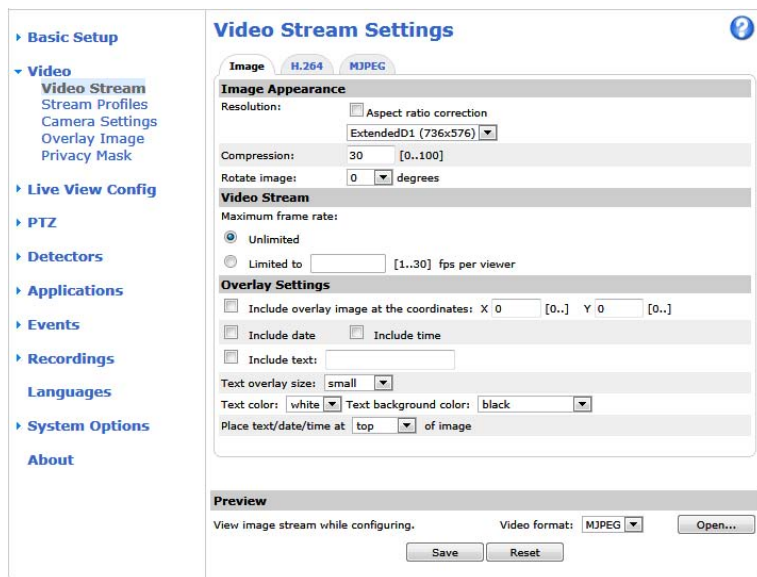 Basic Setup
Video
Video Stream
Stream Profiles
Camera Settings
Overlay Image
Privacy Mask
Live View Config
PTZ
Detectors
Applications
Events
Recordings
Languages
System Options
About
Video Stream Settings ?
Image H.264 MJPEG
Image Appearance
Resolution: Aspect ratio correction
ExtendedD1 (736x576)
Compression: 30 [0..100]
Rotate image: 0 degrees
Video Stream
Maximum frame rate:
Unlimited
Limited to [1..30] fps per viewer
Overlay Settings
Include overlay image at the coordinates: X 0 [0..] Y 0 [0..]
Include date Include time
Include text:
Text overlay size: small
Text color: white Text background color: black
Place text/date/time at top of image
Preview
View image stream while configuring. Video format: MJPEG Open...
Save Reset